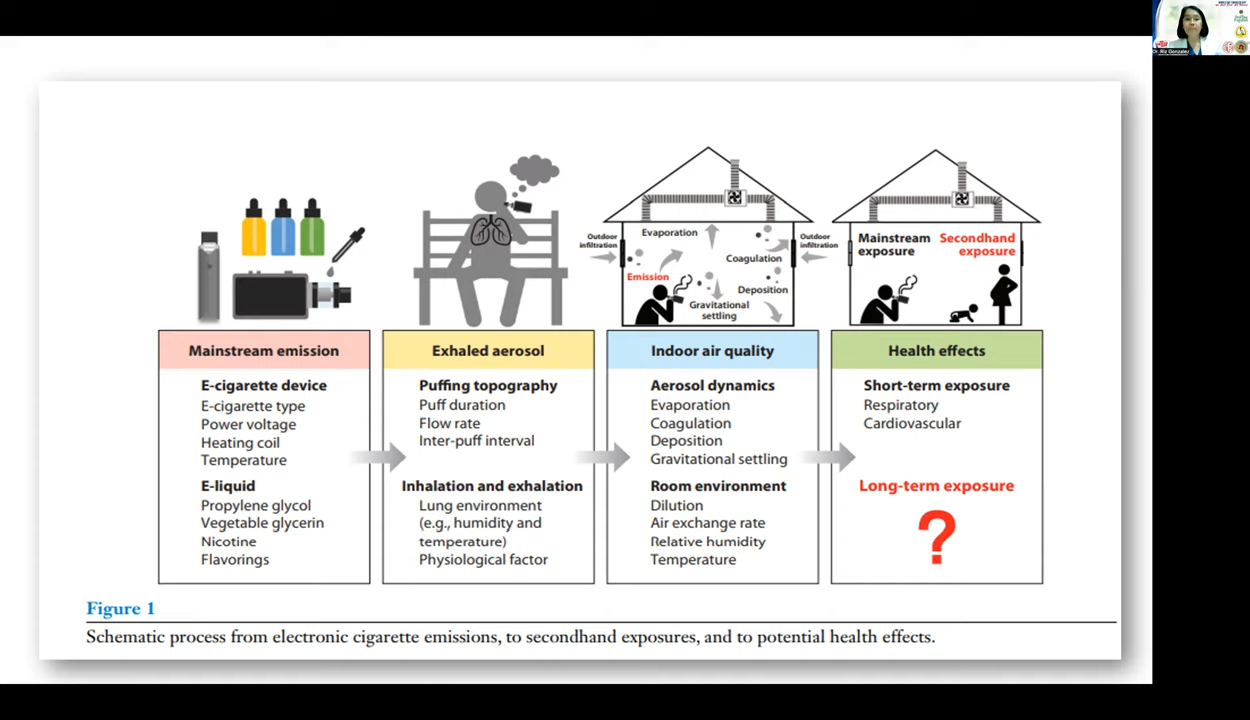 Dr. Riz Gonzalez
Evaporation
Outdoor
infiltration
Outdoor
infiltration
Coagulation
Emission
Deposition
Gravitational
settling
Mainstream
exposure
Secondhand
exposure
Mainstream emission
E-cigarette device
E-cigarette type
Power voltage
Heating coil
Temperature
E-liquid
Propylene glycol
Vegetable glycerin
Nicotine
Flavorings
Exhaled aerosol
Puffing topography
Puff duration
Flow rate
Inter-puff interval
Inhalation and exhalation
Lung environment
(e.g., humidity and
temperature)
Physiological factor
Indoor air quality
Aerosol dynamics
Evaporation
Coagulation
Deposition
Gravitational settling
Room environment
Dilution
Air exchange rate
Relative humidity
Temperature
Health effects
Short-term exposure
Respiratory
Cardiovascular
Long-term exposure
?
Figure 1
Schematic process from electronic cigarette emissions, to secondhand exposures, and to potential health effects.